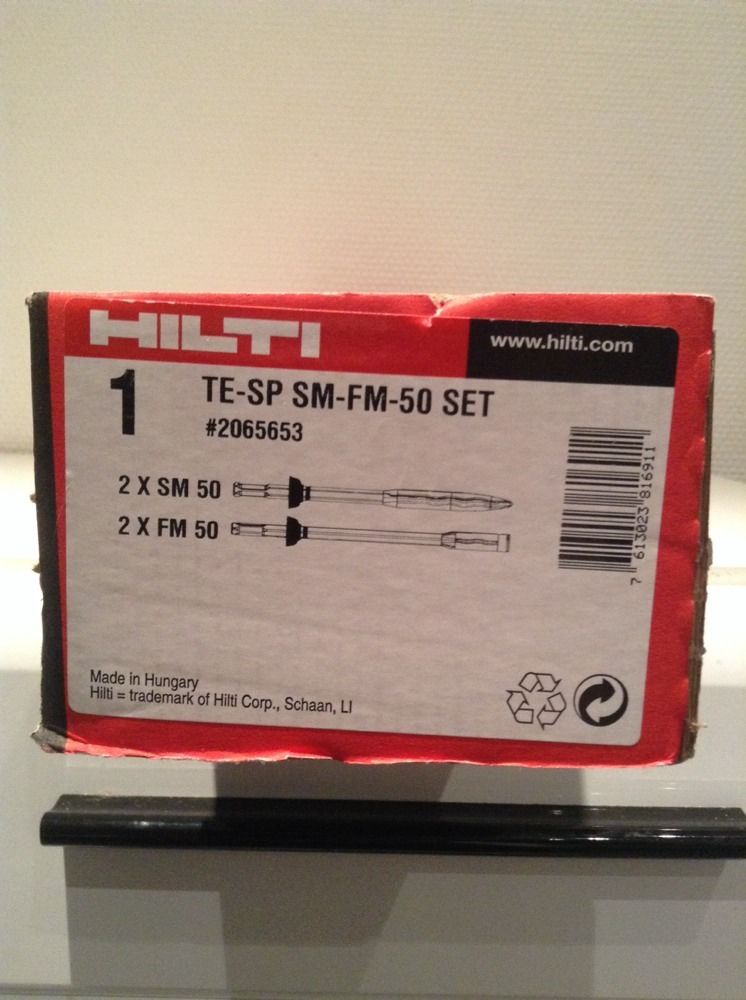 HILTI
www.hilti.com
1
TE-SP SM-FM-50 SET
#2065653
2 X SM 50
2 X FM 50
7 613023 816911
Made in Hungary
Hilti = trademark of Hilti Corp., Schaan, LI